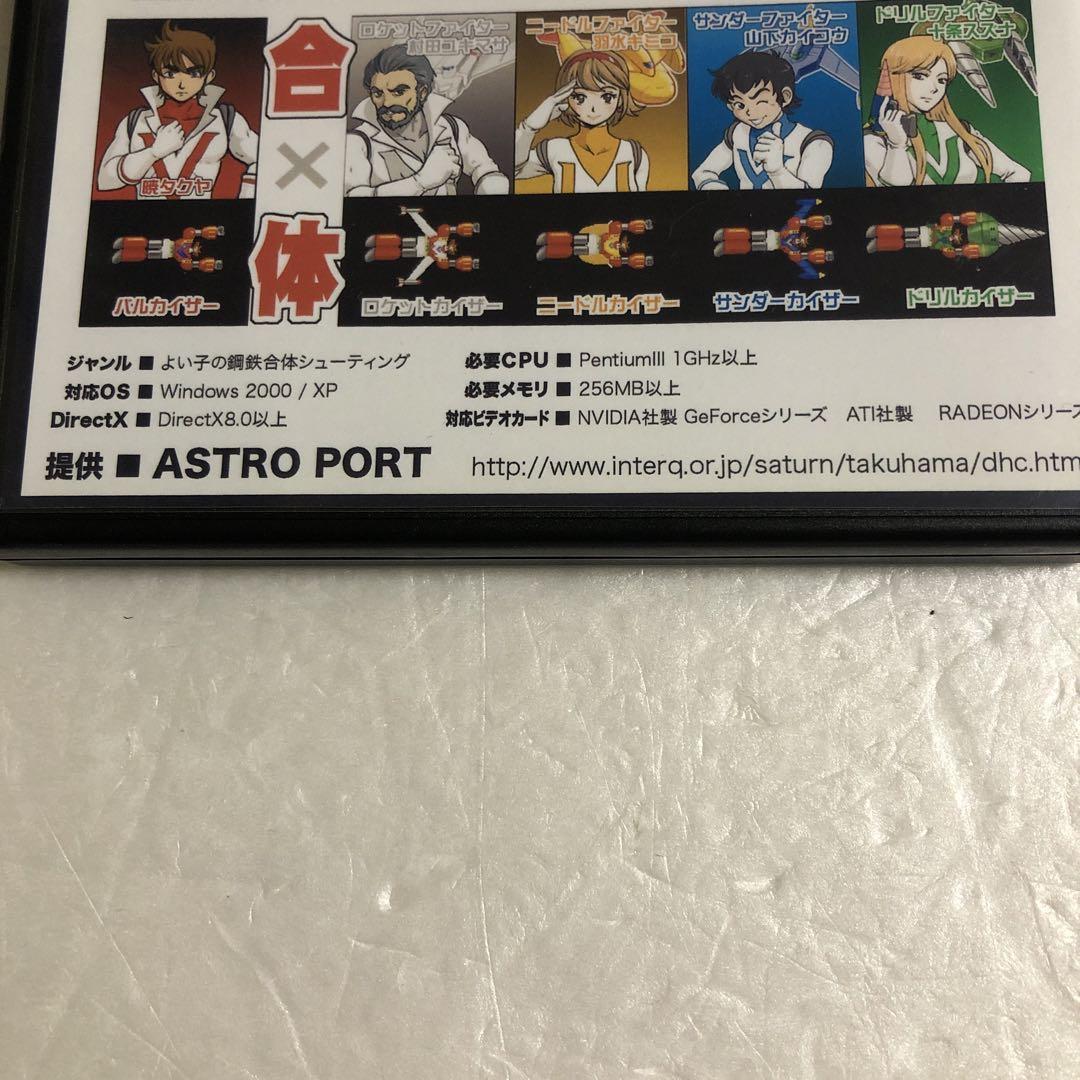 ロケットファイター
村田ユキマサ
ニードルファイター
羽水キミコ
サンダーファイター
山下カイコウ
ドリルファイター
十条スズナ
暁タクヤ
合×体
バルカイザー
ロケットカイザー
ニードルカイザー
サンダーカイザー
ドリルカイザー
ジャンル ■ よい子の鋼鉄合体シューティング
必要CPU ■ PentiumIII 1GHz以上
対応OS ■ Windows 2000 / XP
必要メモリ ■ 256MB以上
DirectX ■ DirectX8.0以上
対応ビデオカード ■ NVIDIA社製 GeForceシリーズ ATI社製 RADEONシリーズ
提供 ■ ASTRO PORT
http://www.interq.or.jp/saturn/takuhama/dhc.htm